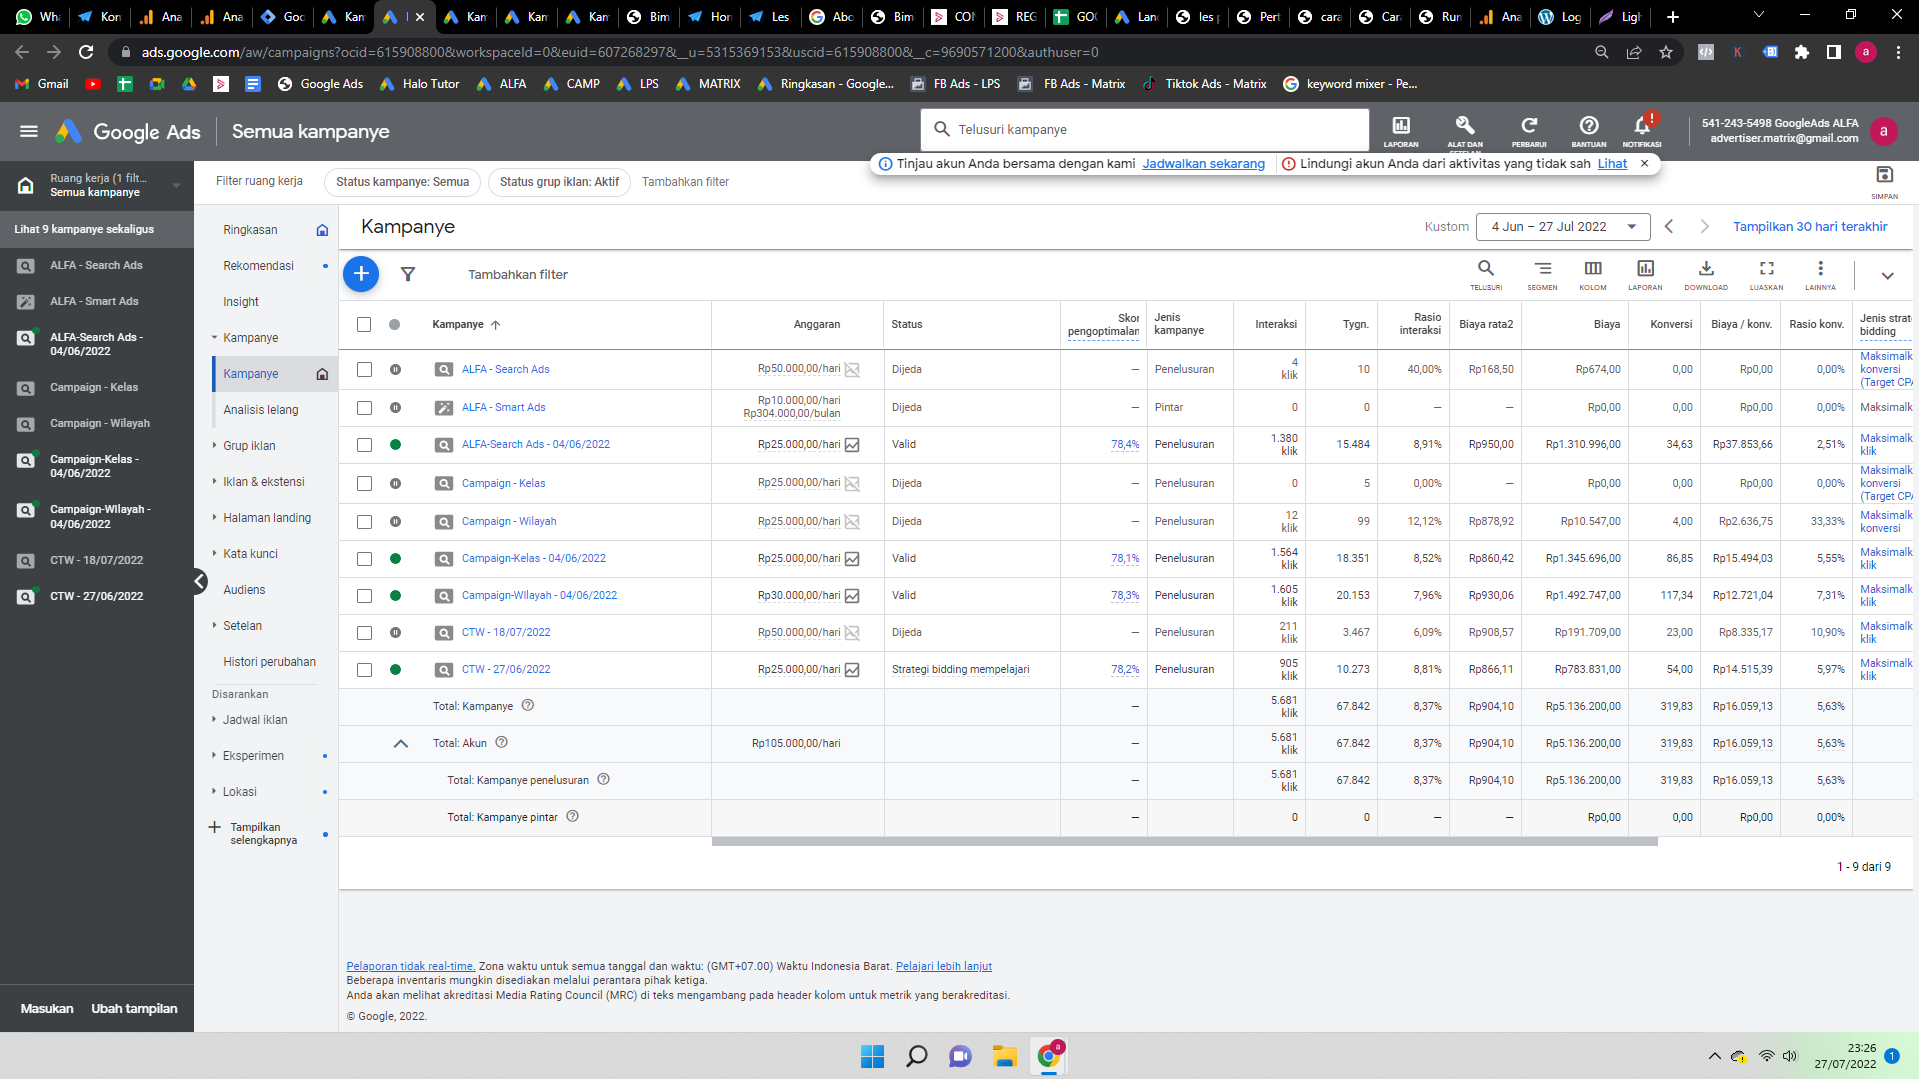 Wha
Kon
Ana
Ana
Goo
Kam
Kam
Kam
Kam
Bim
Hor
Les
Abo
Bim
CON
REG
GOO
Land
les p
Pert
cara
Cara
Rum
Ana
Log
Ligh
ads.google.com/aw/campaigns?ocid=615908800&workspaceId=0&euid=607268297&__u=5315369153&uscid=615908800&__c=9690571200&authuser=0
Gmail
Google Ads
Halo Tutor
ALFA
CAMP
LPS
MATRIX
Ringkasan - Google...
FB Ads - LPS
FB Ads - Matrix
Tiktok Ads - Matrix
keyword mixer - Pe...
Google Ads
Semua kampanye
Telusuri kampanye
LAPORAN
ALAT DAN
PERBARUI
BANTUAN
NOTIFIKASI
541-243-5498 GoogleAds ALFA
advertiser.matrix@gmail.com
a
Tinjau akun Anda bersama dengan kami Jadwalkan sekarang
Lindungi akun Anda dari aktivitas yang tidak sah Lihat
Ruang kerja (1 filt...
Semua kampanye
Filter ruang kerja
Status kampanye: Semua
Status grup iklan: Aktif
Tambahkan filter
SIMPAN
Lihat 9 kampanye sekaligus
ALFA - Search Ads
ALFA - Smart Ads
ALFA-Search Ads -
04/06/2022
Campaign - Kelas
Campaign - Wilayah
Campaign-Kelas -
04/06/2022
Campaign-WIlayah -
04/06/2022
CTW - 18/07/2022
CTW - 27/06/2022
Masukan
Ubah tampilan
Ringkasan
Rekomendasi
Insight
Kampanye
Kampanye
Analisis lelang
Grup iklan
Iklan & ekstensi
Halaman landing
Kata kunci
Audiens
Setelan
Histori perubahan
Disarankan
Jadwal iklan
Eksperimen
Lokasi
Tampilkan
selengkapnya
Kampanye
Kustom
4 Jun – 27 Jul 2022
Tampilkan 30 hari terakhir
Tambahkan filter
TELUSURI
SEGMEN
KOLOM
LAPORAN
DOWNLOAD
LUASKAN
LAINNYA
Kampanye
Anggaran
Status
Skor
pengoptimalan
Jenis
kampanye
Interaksi
Tygn.
Rasio
interaksi
Biaya rata2
Biaya
Konversi
Biaya / konv.
Rasio konv.
Jenis strat
bidding
ALFA - Search Ads
Rp50.000,00/hari
Dijeda
—
Penelusuran
4
klik
10
40,00%
Rp168,50
Rp674,00
0,00
Rp0,00
0,00%
Maksimalk
konversi
(Target CPA
ALFA - Smart Ads
Rp10.000,00/hari
Rp304.000,00/bulan
Dijeda
—
Pintar
0
0
—
—
Rp0,00
0,00
Rp0,00
0,00%
Maksimalk
ALFA-Search Ads - 04/06/2022
Rp25.000,00/hari
Valid
78,4%
Penelusuran
1.380
klik
15.484
8,91%
Rp950,00
Rp1.310.996,00
34,63
Rp37.853,66
2,51%
Maksimalk
klik
Campaign - Kelas
Rp25.000,00/hari
Dijeda
—
Penelusuran
0
5
0,00%
—
Rp0,00
0,00
Rp0,00
0,00%
Maksimalk
konversi
(Target CPA
Campaign - Wilayah
Rp25.000,00/hari
Dijeda
—
Penelusuran
12
klik
99
12,12%
Rp878,92
Rp10.547,00
4,00
Rp2.636,75
33,33%
Maksimalk
konversi
Campaign-Kelas - 04/06/2022
Rp25.000,00/hari
Valid
78,1%
Penelusuran
1.564
klik
18.351
8,52%
Rp860,42
Rp1.345.696,00
86,85
Rp15.494,03
5,55%
Maksimalk
klik
Campaign-WIlayah - 04/06/2022
Rp30.000,00/hari
Valid
78,3%
Penelusuran
1.605
klik
20.153
7,96%
Rp930,06
Rp1.492.747,00
117,34
Rp12.721,04
7,31%
Maksimalk
klik
CTW - 18/07/2022
Rp50.000,00/hari
Dijeda
—
Penelusuran
211
klik
3.467
6,09%
Rp908,57
Rp191.709,00
23,00
Rp8.335,17
10,90%
Maksimalk
klik
CTW - 27/06/2022
Rp25.000,00/hari
Strategi bidding mempelajari
78,2%
Penelusuran
905
klik
10.273
8,81%
Rp866,11
Rp783.831,00
54,00
Rp14.515,39
5,97%
Maksimalk
klik
Total: Kampanye
—
5.681
klik
67.842
8,37%
Rp904,10
Rp5.136.200,00
319,83
Rp16.059,13
5,63%
Total: Akun
Rp105.000,00/hari
—
5.681
klik
67.842
8,37%
Rp904,10
Rp5.136.200,00
319,83
Rp16.059,13
5,63%
Total: Kampanye penelusuran
—
5.681
klik
67.842
8,37%
Rp904,10
Rp5.136.200,00
319,83
Rp16.059,13
5,63%
Total: Kampanye pintar
—
0
0
—
—
Rp0,00
0,00
Rp0,00
0,00%
1 - 9 dari 9
Pelaporan tidak real-time. Zona waktu untuk semua tanggal dan waktu: (GMT+07.00) Waktu Indonesia Barat. Pelajari lebih lanjut
Beberapa inventaris mungkin disediakan melalui perantara pihak ketiga.
Anda akan melihat akreditasi Media Rating Council (MRC) di teks mengambang pada header kolom untuk metrik yang berakreditasi.
© Google, 2022.
23:26
27/07/2022
1